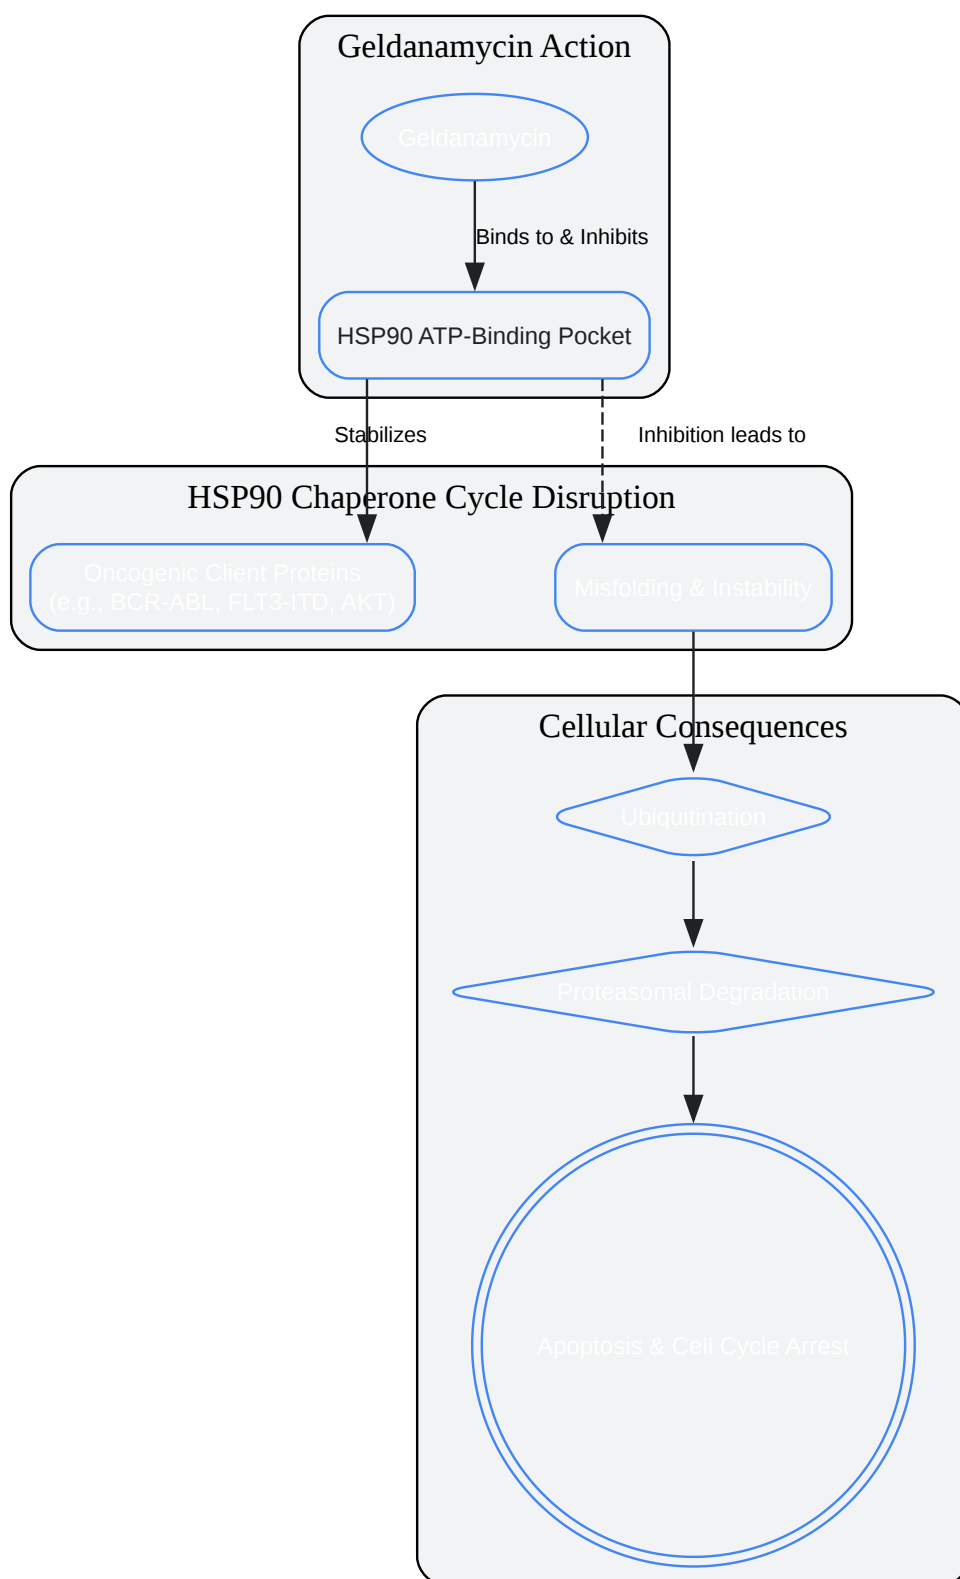 Geldanamycin Action
Geldanamycin
Binds to & Inhibits
HSP90 ATP-Binding Pocket
Stabilizes
Inhibition leads to
HSP90 Chaperone Cycle Disruption
Oncogenic Client Proteins
(e.g., BCR-ABL, FLT3-ITD, AKT)
Misfolding & Instability
Cellular Consequences
Ubiquitination
Proteasomal Degradation
Apoptosis & Cell Cycle Arrest